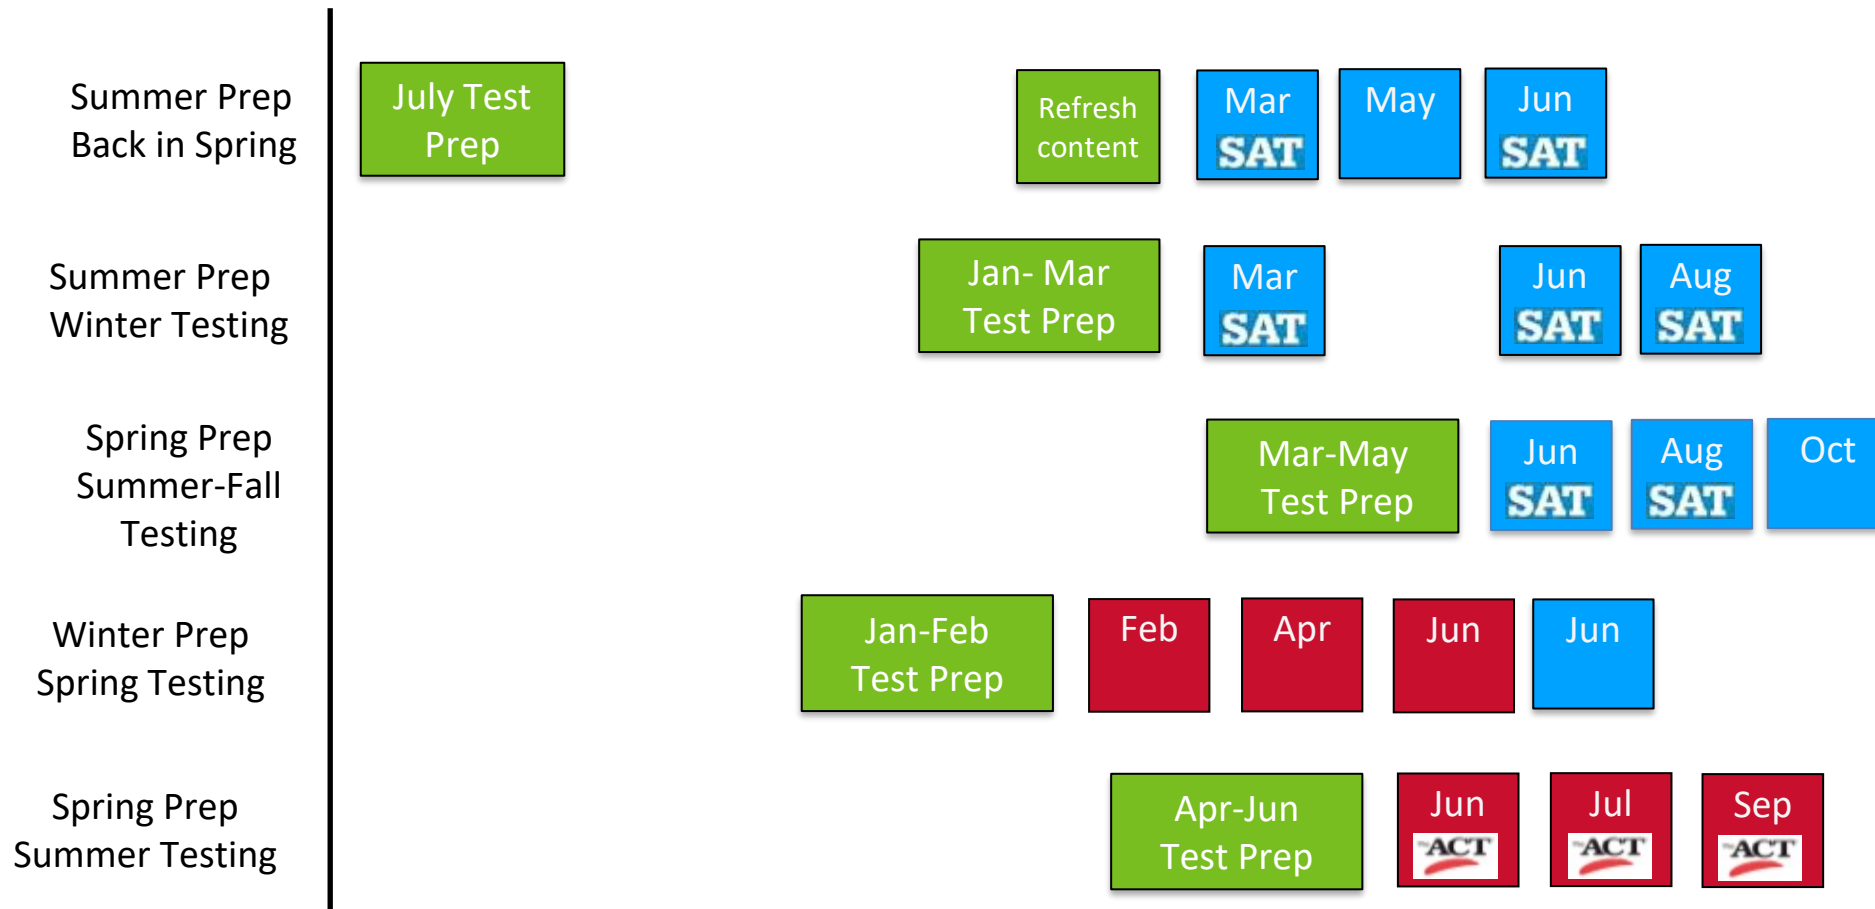 Summer Prep
Back in Spring
July Test
Prep
Refresh
content
Mar
SAT
May
Jun
SAT
Summer Prep
Winter Testing
Jan- Mar
Test Prep
Mar
SAT
Jun
SAT
Aug
SAT
Spring Prep
Summer-Fall
Testing
Mar-May
Test Prep
Jun
SAT
Aug
SAT
Oct
Winter Prep
Spring Testing
Jan-Feb
Test Prep
Feb
Apr
Jun
Jun
Spring Prep
Summer Testing
Apr-Jun
Test Prep
Jun
ACT
Jul
ACT
Sep
ACT